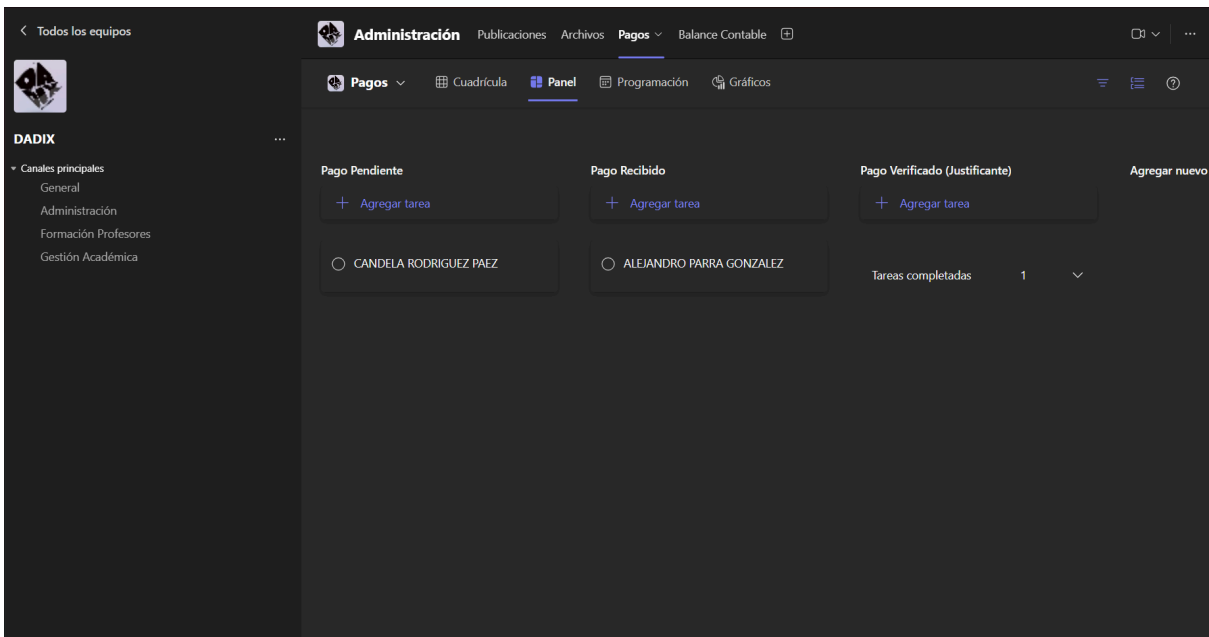 Todos los equipos
DADIX
Canales principales
General
Administración
Formación Profesores
Gestión Académica
Administración Publicaciones Archivos Pagos Balance Contable
Pagos Cuadrícula Panel Programación Gráficos
Pago Pendiente Pago Recibido Pago Verificado (Justificante) Agregar nuevo
Agregar tarea Agregar tarea Agregar tarea
CANDELA RODRIGUEZ PAEZ ALEJANDRO PARRA GONZALEZ
Tareas completadas 1